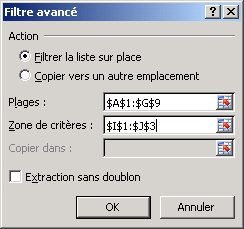 Filtre avancé
Action
Filtrer la liste sur place
Copier vers un autre emplacement
Plages : $A$1:$G$9
Zone de critères : $I$1:$J$3
Copier dans :
Extraction sans doublon
OK Annuler